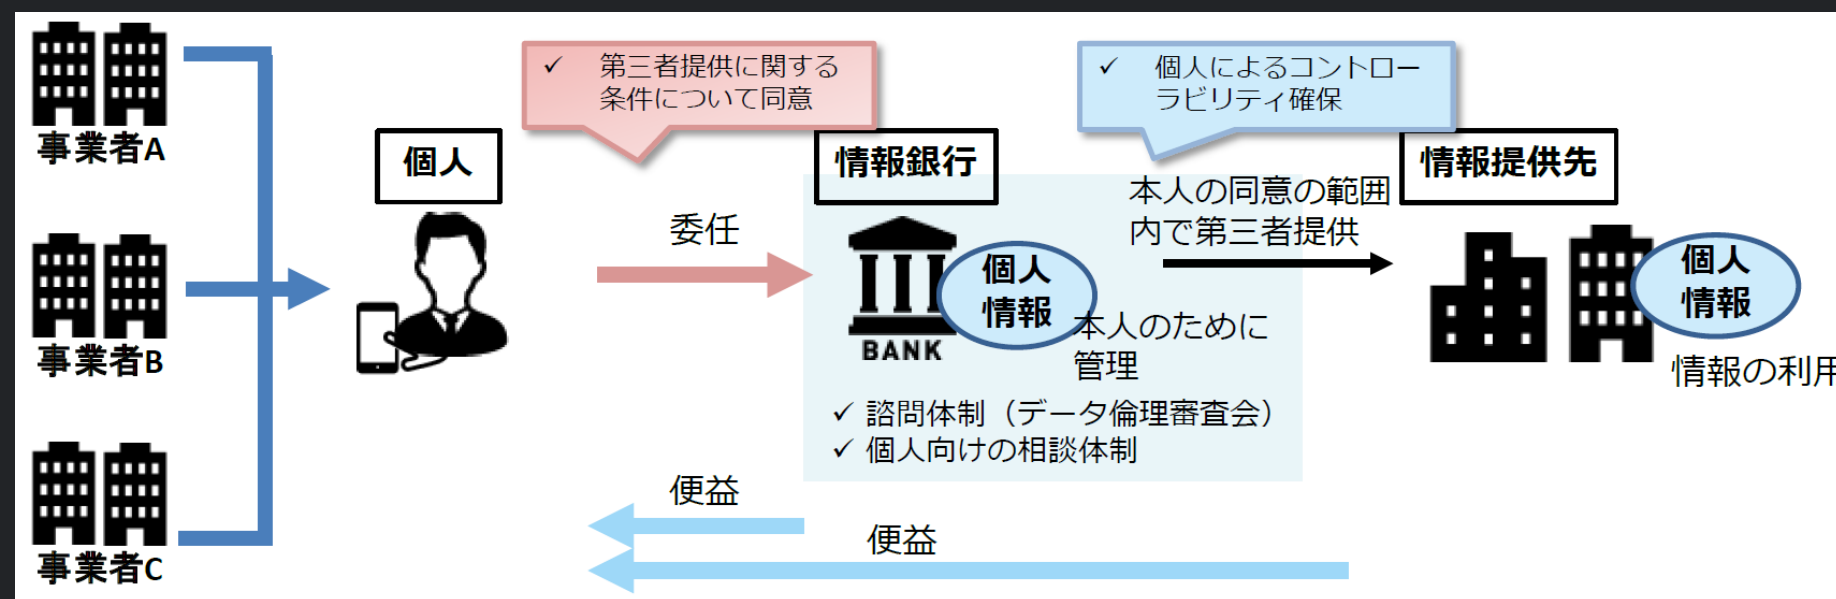 ✓ 第三者提供に関する
条件について同意
✓ 個人によるコントロー
ラビリティ確保
事業者A
個人
情報銀行
情報提供先
本人の同意の範囲
内で第三者提供
委任
事業者B
個人
情報
BANK
本人のために
管理
個人
情報
情報の利用
✓ 諮問体制（データ倫理審査会）
✓ 個人向けの相談体制
便益
便益
事業者C